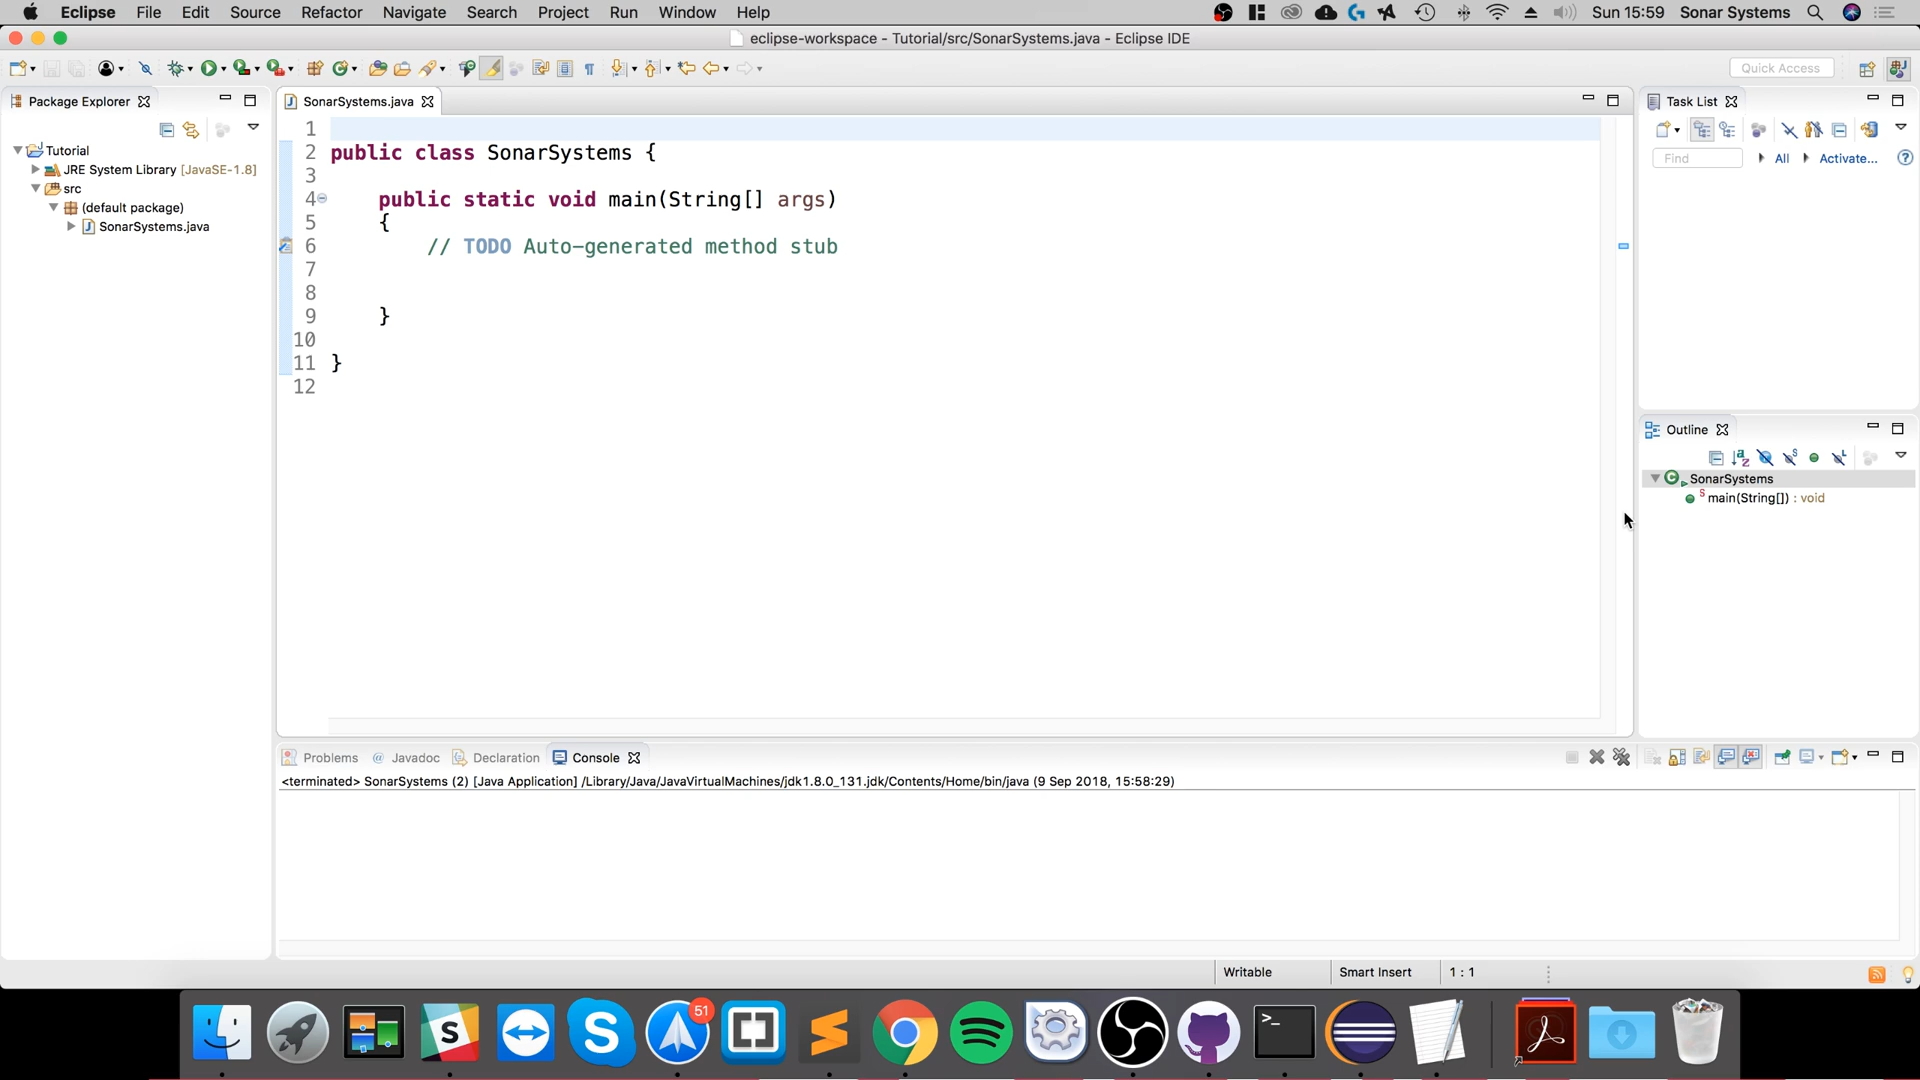 Eclipse File Edit Source Refactor Navigate Search Project Run Window Help Sun 15:59 Sonar Systems
eclipse-workspace - Tutorial/src/SonarSystems.java - Eclipse IDE
Quick Access
Package Explorer
Tutorial
JRE System Library [JavaSE-1.8]
src
(default package)
SonarSystems.java
SonarSystems.java
1
2 public class SonarSystems {
3
4 public static void main(String[] args)
5 {
6 // TODO Auto-generated method stub
7
8
9 }
10
11 }
12
Task List
Find All Activate...
Outline
SonarSystems
main(String[]) : void
Problems @ Javadoc Declaration Console
<terminated> SonarSystems (2) [Java Application] /Library/Java/JavaVirtualMachines/jdk1.8.0_131.jdk/Contents/Home/bin/java (9 Sep 2018, 15:58:29)
Writable Smart Insert 1 : 1
51